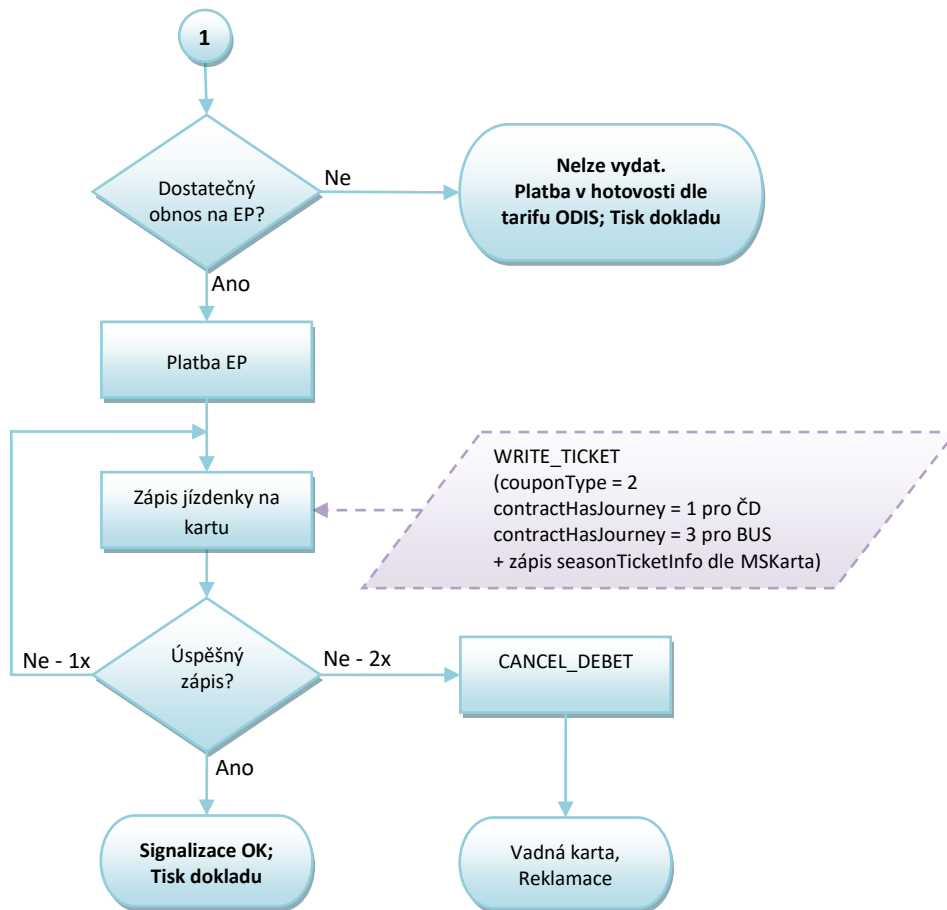 1
Dostatečný
obnos na EP?
Ne
Nelze vydat.
Platba v hotovosti dle
tarifu ODIS; Tisk dokladu
Ano
Platba EP
Zápis jízdenky na
kartu
WRITE_TICKET
(couponType = 2
contractHasJourney = 1 pro ČD
contractHasJourney = 3 pro BUS
+ zápis seasonTicketInfo dle MSKarta)
Ne - 1x
Úspěšný
zápis?
Ne - 2x
CANCEL_DEBET
Ano
Signalizace OK;
Tisk dokladu
Vadná karta,
Reklamace